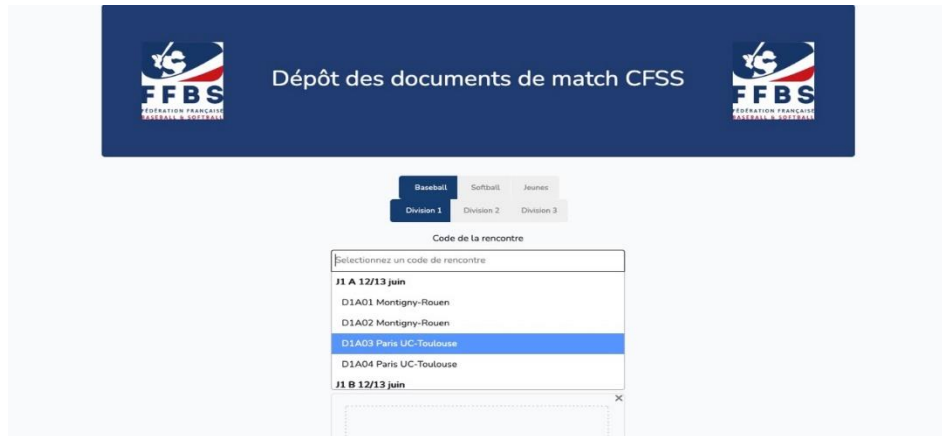 FFBS
FÉDÉRATION FRANÇAISE
BASEBALL & SOFTBALL
Dépôt des documents de match CFSS
FFBS
FÉDÉRATION FRANÇAISE
BASEBALL & SOFTBALL
Baseball Softball Jeunes
Division 1 Division 2 Division 3
Code de la rencontre
Selectionnez un code de rencontre
J1 A 12/13 juin
D1A01 Montigny-Rouen
D1A02 Montigny-Rouen
D1A03 Paris UC-Toulouse
D1A04 Paris UC-Toulouse
J1 B 12/13 juin
×